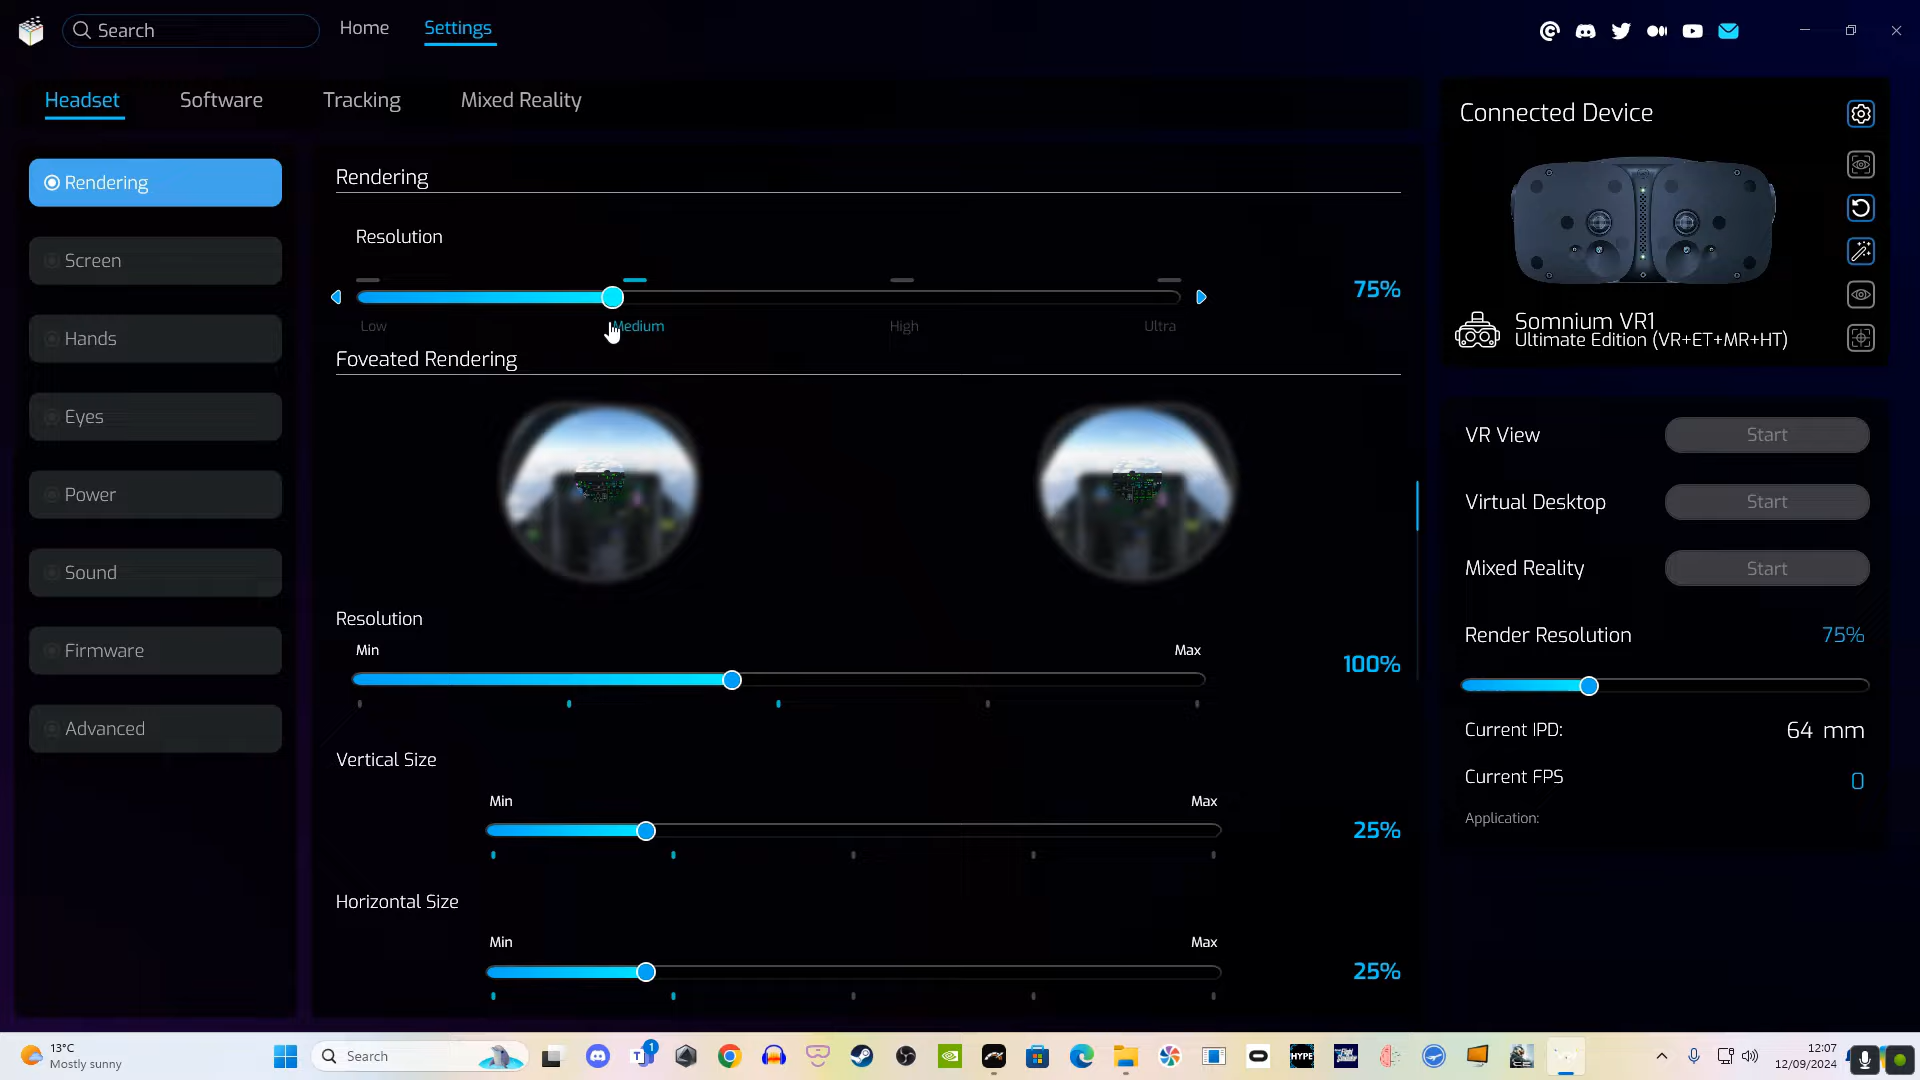 Search
Home
Settings
Headset
Software
Tracking
Mixed Reality
Connected Device
Rendering
Screen
Hands
Eyes
Power
Sound
Firmware
Advanced
Rendering
Resolution
75%
Low
Medium
High
Ultra
Foveated Rendering
Resolution
Min
Max
100%
Vertical Size
Min
Max
25%
Horizontal Size
Min
Max
25%
Somnium VR1
Ultimate Edition (VR+ET+MR+HT)
VR View
Start
Virtual Desktop
Start
Mixed Reality
Start
Render Resolution
75%
Current IPD:
64 mm
Current FPS
0
Application:
13°C
Mostly sunny
Search
1
HYPE
12:07
12/09/2024